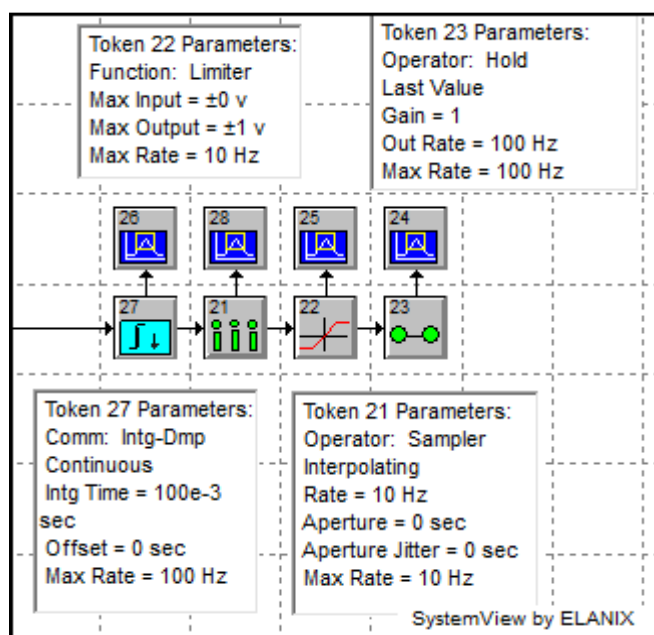 Token 22 Parameters:
Function: Limiter
Max Input = ±0 v
Max Output = ±1 v
Max Rate = 10 Hz
Token 23 Parameters:
Operator: Hold
Last Value
Gain = 1
Out Rate = 100 Hz
Max Rate = 100 Hz
26
28
25
24
27
21
22
23
Token 27 Parameters:
Comm: Intg-Dmp
Continuous
Intg Time = 100e-3
sec
Offset = 0 sec
Max Rate = 100 Hz
Token 21 Parameters:
Operator: Sampler
Interpolating
Rate = 10 Hz
Aperture = 0 sec
Aperture Jitter = 0 sec
Max Rate = 10 Hz
SystemView by ELANIX